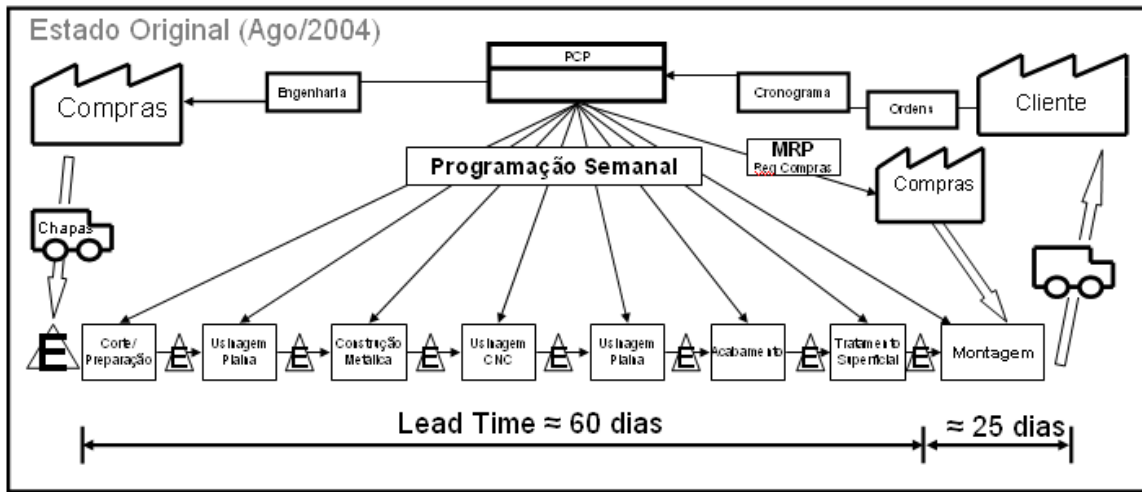 Estado Original (Ago/2004)
PCP
Compras
Engenharia
Cronograma
Ordens
Cliente
Programação Semanal
MRP
Req Compras
Compras
Chapas
E
Corte/
Preparação
E
Usinagem
Plaina
E
Construção
Metálica
E
Usinagem
CNC
E
Usinagem
Plaina
E
Acabamento
E
Tratamento
Superficial
E
Montagem
Lead Time ≈ 60 dias
≈ 25 dias